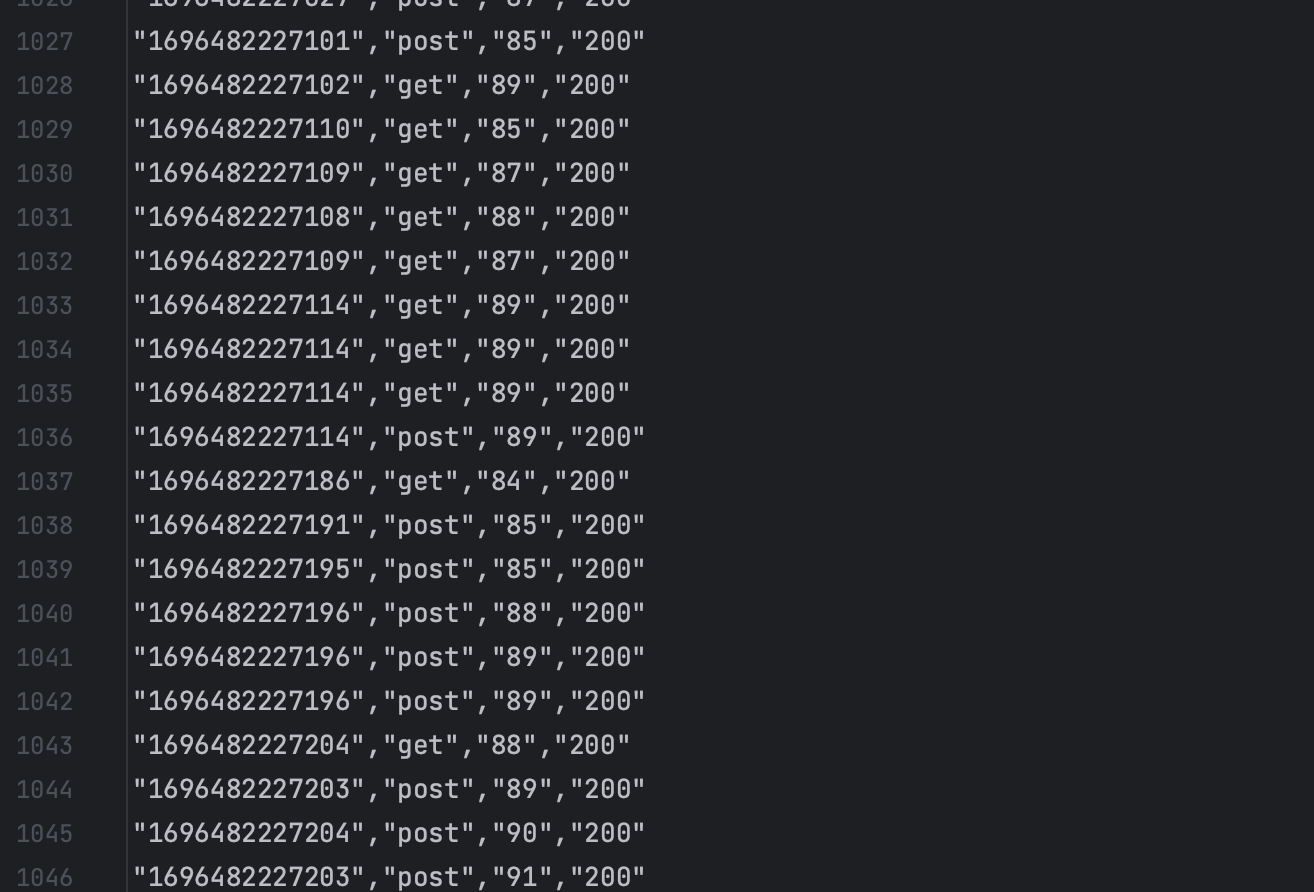 1027 "1696482227101","post","85","200"
1028 "1696482227102","get","89","200"
1029 "1696482227110","get","85","200"
1030 "1696482227109","get","87","200"
1031 "1696482227108","get","88","200"
1032 "1696482227109","get","87","200"
1033 "1696482227114","get","89","200"
1034 "1696482227114","get","89","200"
1035 "1696482227114","get","89","200"
1036 "1696482227114","post","89","200"
1037 "1696482227186","get","84","200"
1038 "1696482227191","post","85","200"
1039 "1696482227195","post","85","200"
1040 "1696482227196","post","88","200"
1041 "1696482227196","post","89","200"
1042 "1696482227196","post","89","200"
1043 "1696482227204","get","88","200"
1044 "1696482227203","post","89","200"
1045 "1696482227204","post","90","200"
1046 "1696482227203","post","91","200"